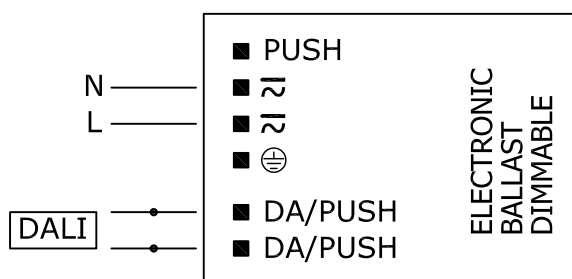 PUSH
N
L
DALI
DA/PUSH
DA/PUSH
ELECTRONIC
BALLAST
DIMMABLE